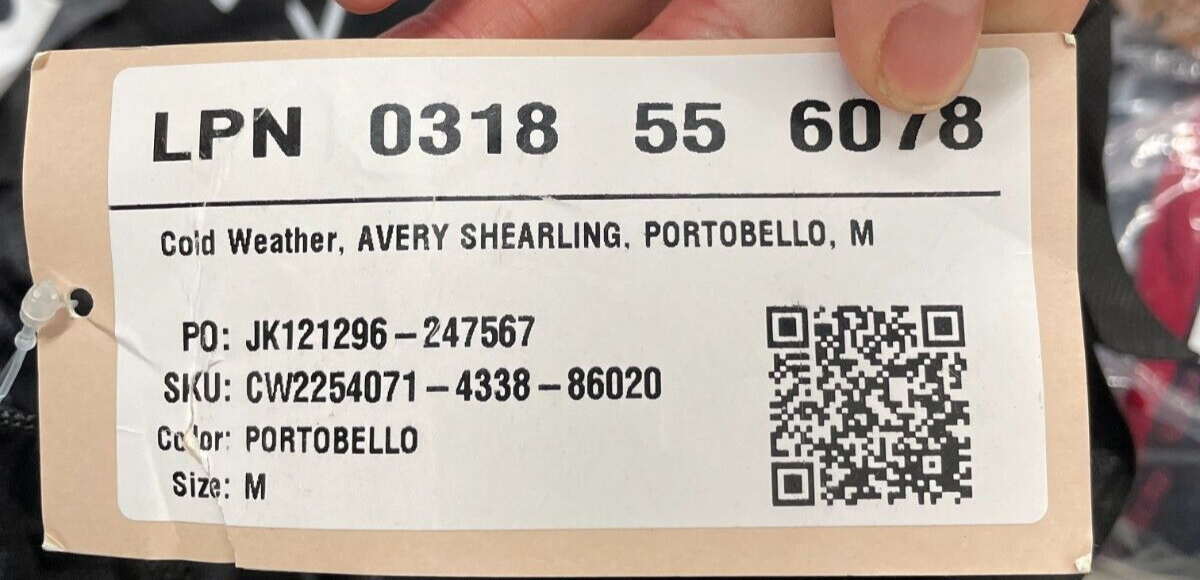 LPN 0318 55 6078
Cold Weather, AVERY SHEARLING, PORTOBELLO, M
PO: JK121296-247567
SKU: CW2254071-4338-86020
Color: PORTOBELLO
Size: M